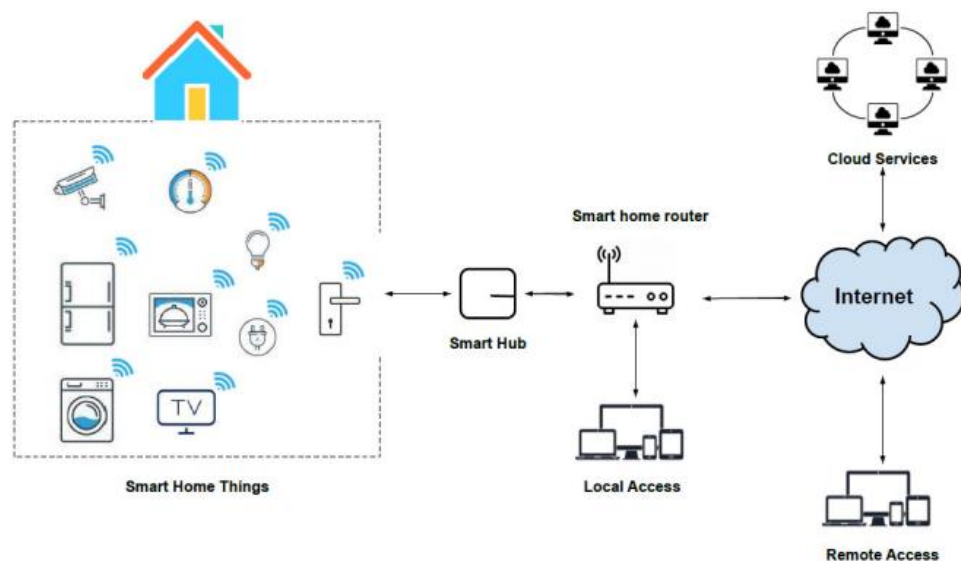 Cloud Services
Smart home router
Internet
Smart Hub
TV
Local Access
Smart Home Things
Remote Access